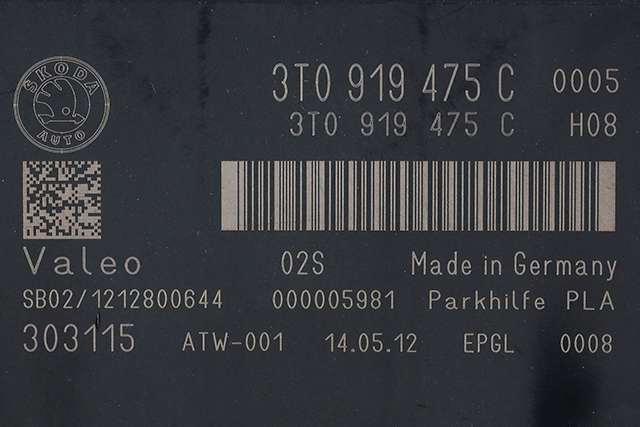 SKODA
AUTO
3T0 919 475 C 0005
3T0 919 475 C H08
Valeo 02S Made in Germany
SB02/1212800644 000005981 Parkhilfe PLA
303115 ATW-001 14.05.12 EPGL 0008